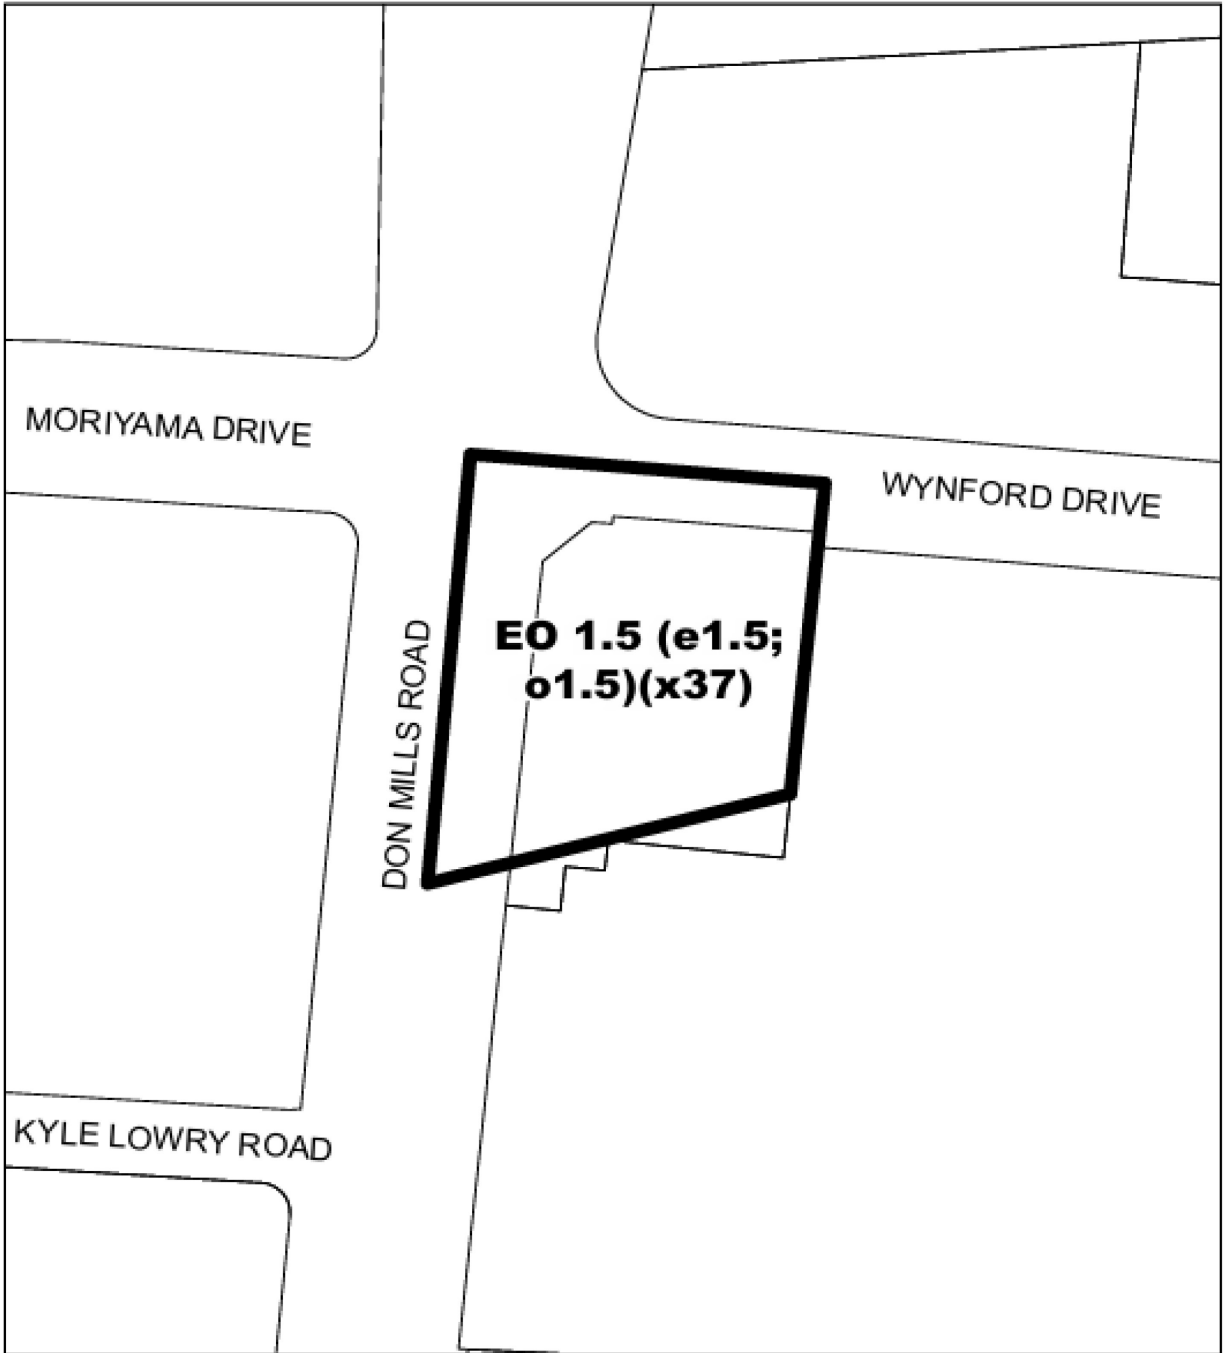 MORIYAMA DRIVE
WYNFORD DRIVE
EO 1.5 (e1.5;
o1.5)(x37)
DON MILLS ROAD
KYLE LOWRY ROAD